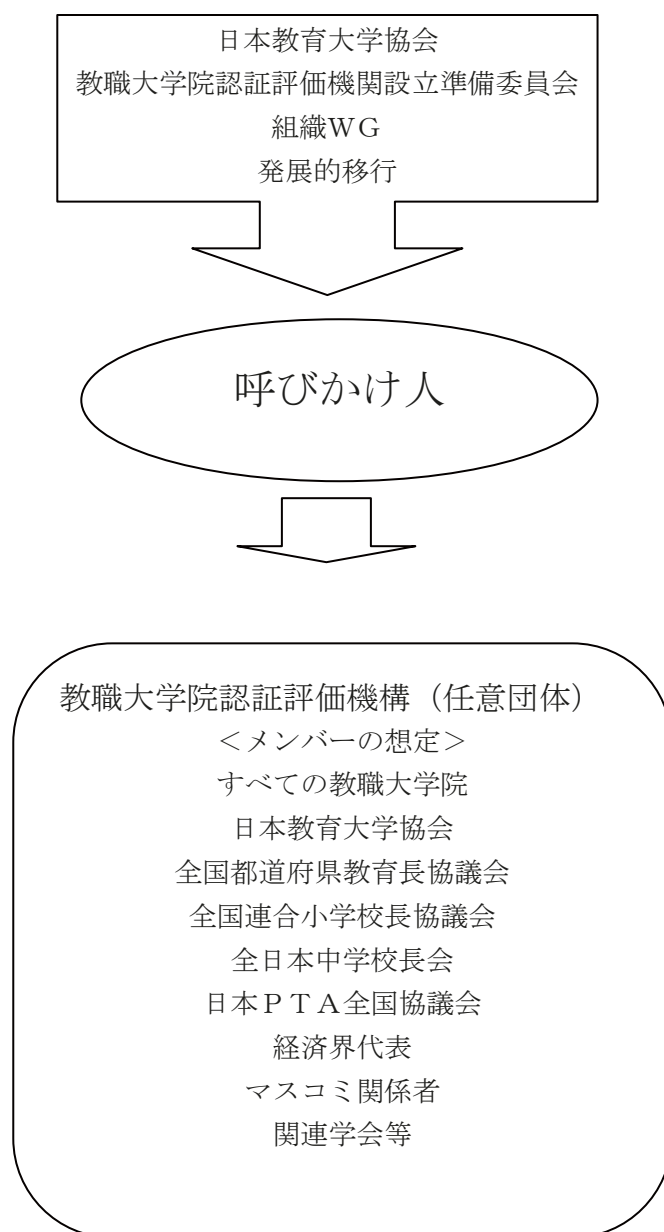 日本教育大学協会
教職大学院認証評価機関設立準備委員会
組織ＷＧ
発展的移行
呼びかけ人
教職大学院認証評価機構（任意団体）
＜メンバーの想定＞
すべての教職大学院
日本教育大学協会
全国都道府県教育長協議会
全国連合小学校長協議会
全日本中学校長会
日本ＰＴＡ全国協議会
経済界代表
マスコミ関係者
関連学会等